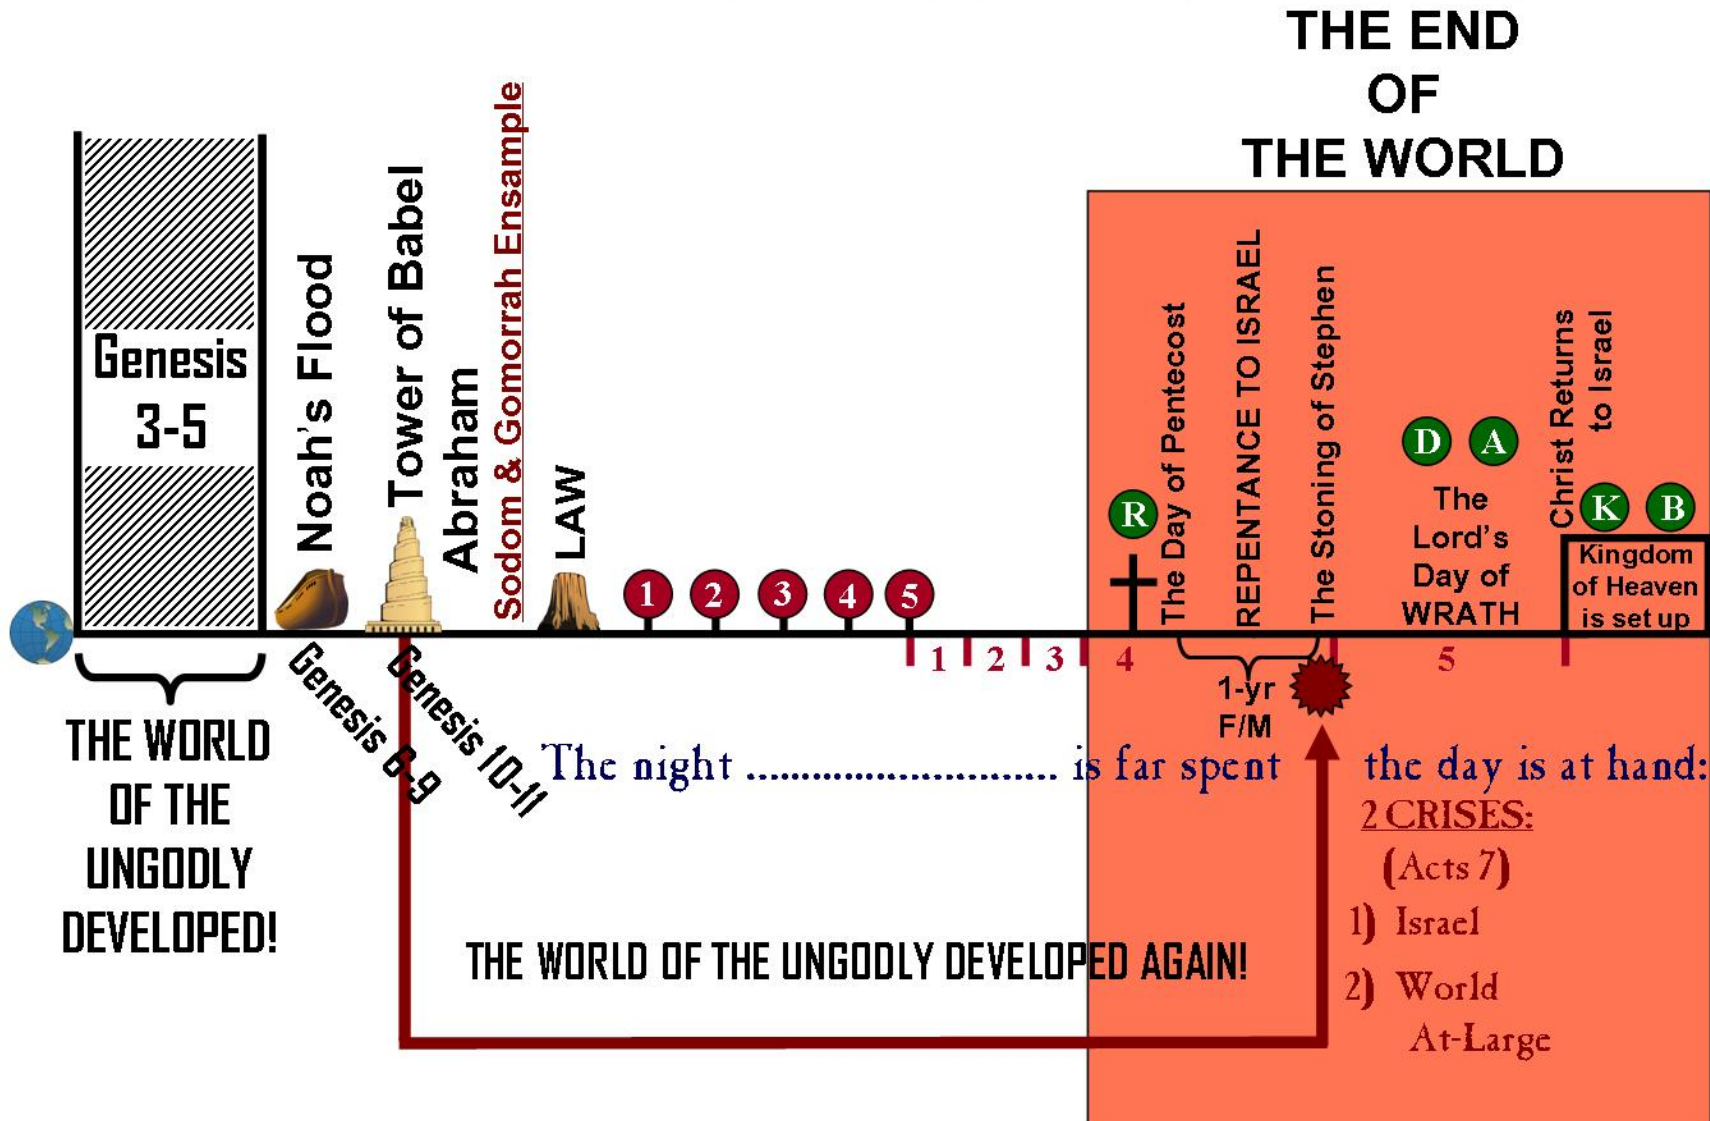 THE END
OF
THE WORLD
Genesis
3-5
Noah's Flood
Tower of Babel
Abraham
Sodom & Gomorrah Ensample
LAW
1
2
3
4
5
R
The Day of Pentecost
REPENTANCE TO ISRAEL
The Stoning of Stephen
D A
The
Lord's
Day of
WRATH
Christ Returns
to Israel
K B
Kingdom
of Heaven
is set up
1 2 3 4 5
1-yr
F/M
Genesis 6-9
Genesis 10-11
THE WORLD
OF THE
UNGODLY
DEVELOPED!
The night ............................ is far spent the day is at hand:
2 CRISES:
(Acts 7)
1) Israel
2) World
At-Large
THE WORLD OF THE UNGODLY DEVELOPED AGAIN!